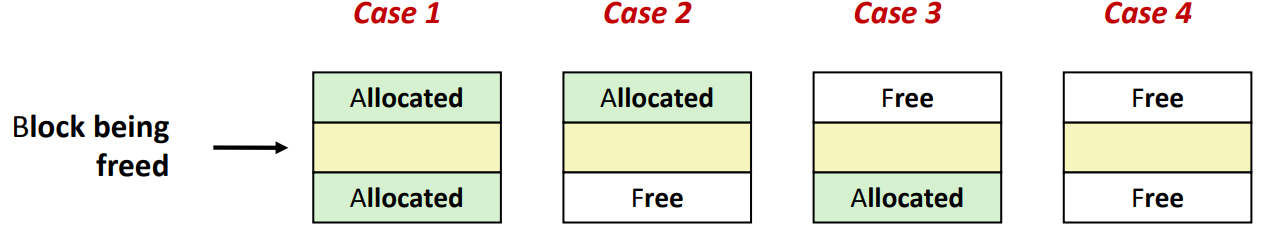 Case 1 Case 2 Case 3 Case 4
Allocated Allocated Free Free
Block being
freed
Allocated Free Allocated Free